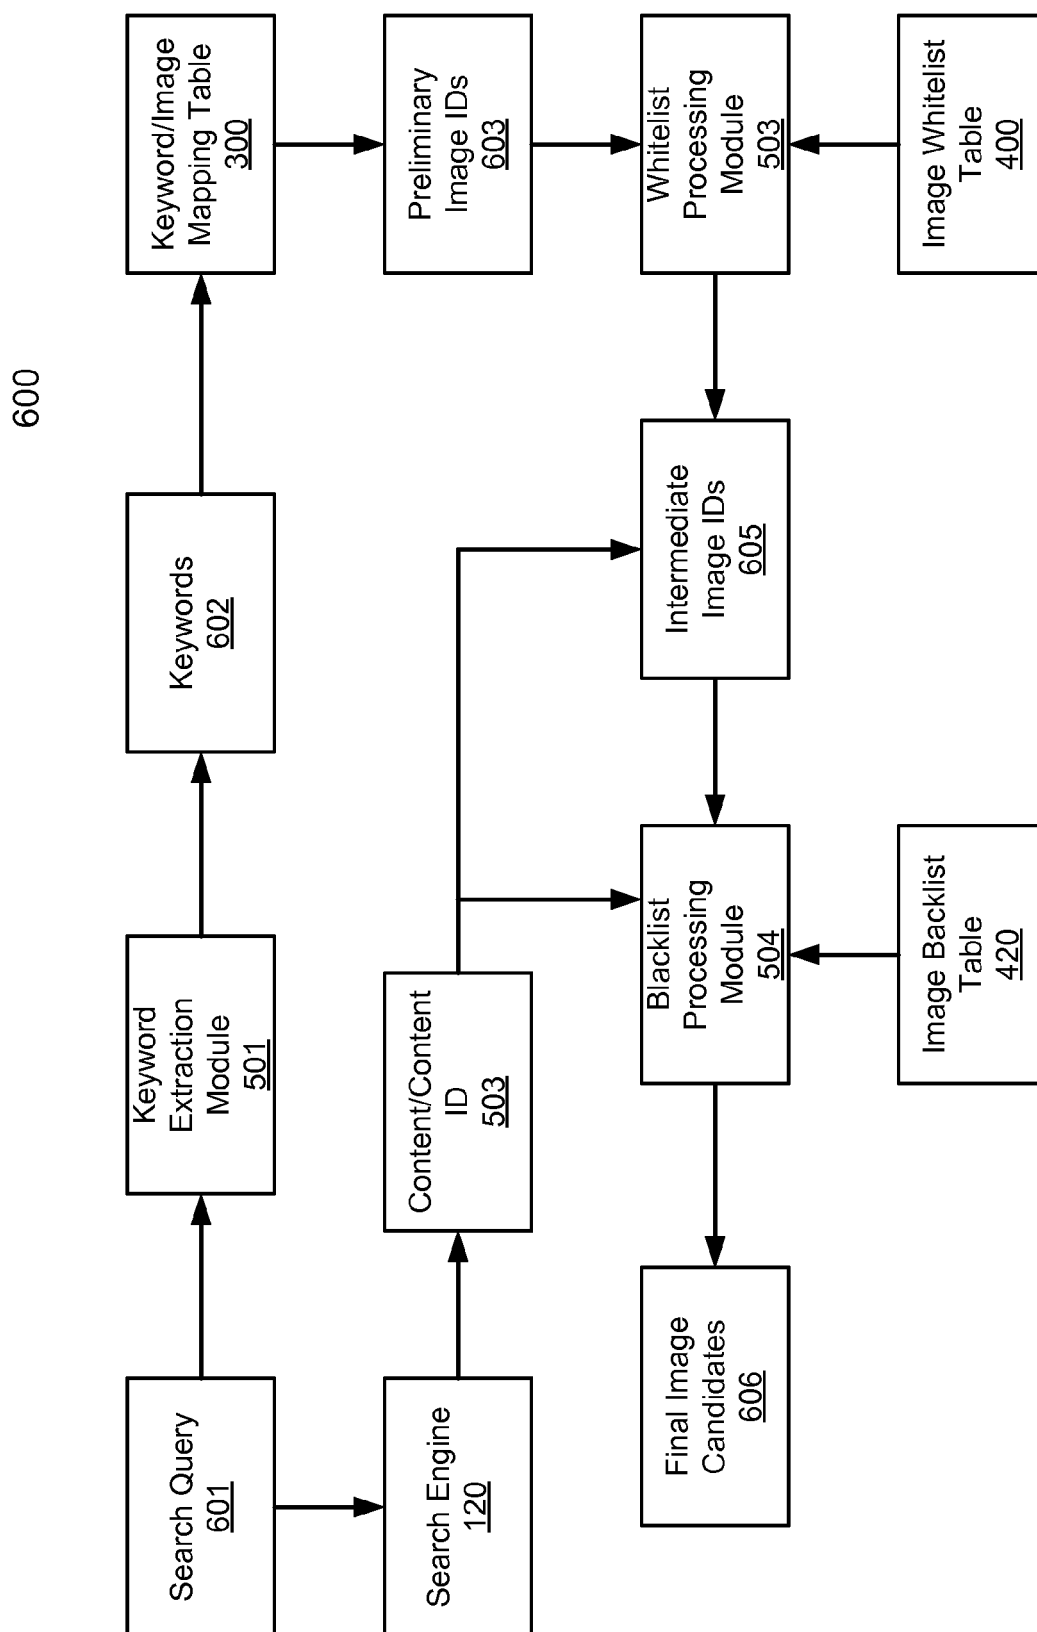 600
Search Query
601
Keyword
Extraction
Module
501
Keywords
602
Keyword/Image
Mapping Table
300
Search Engine
120
Content/Content
ID
503
Preliminary
Image IDs
603
Final Image
Candidates
606
Blacklist
Processing
Module
504
Intermediate
Image IDs
605
Whitelist
Processing
Module
503
Image Backlist
Table
420
Image Whitelist
Table
400